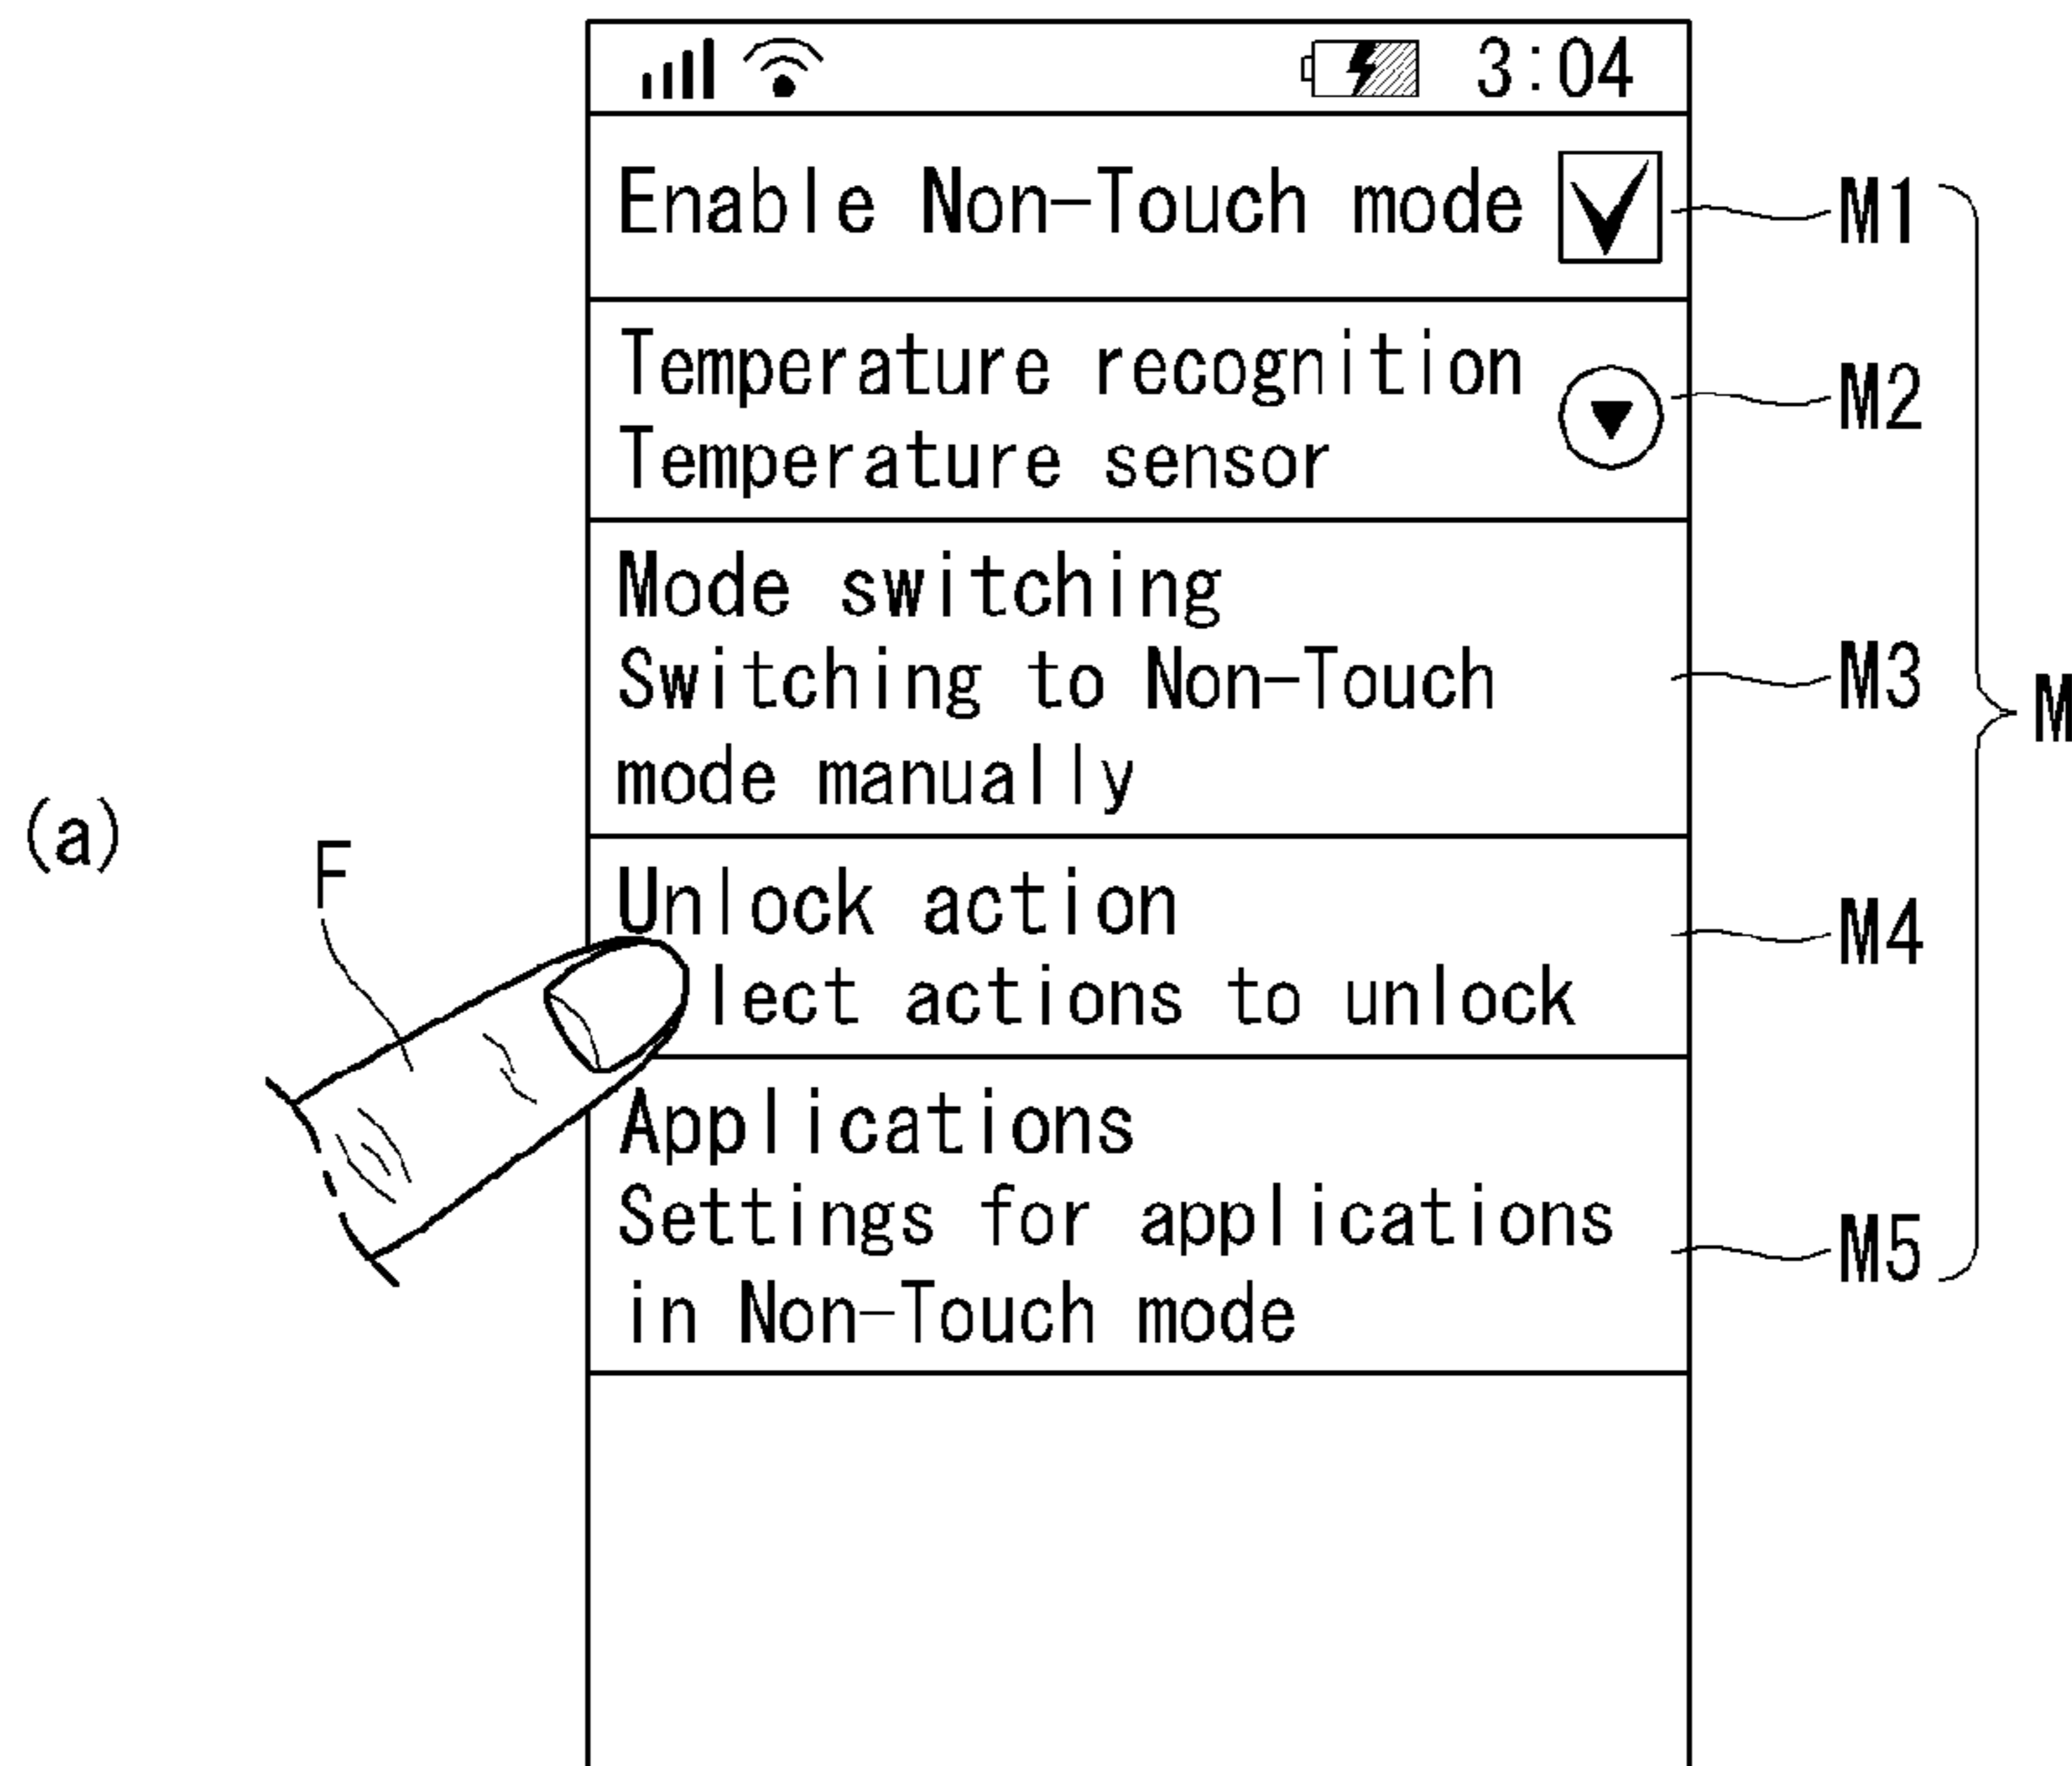 3:04
Enable Non-Touch mode
M1
Temperature recognition
M2
Temperature sensor
Mode switching
Switching to Non-Touch
M3
mode manually
M
(a)
F
Unlock action
M4
lect actions to unlock
Applications
Settings for applications
M5
in Non-Touch mode